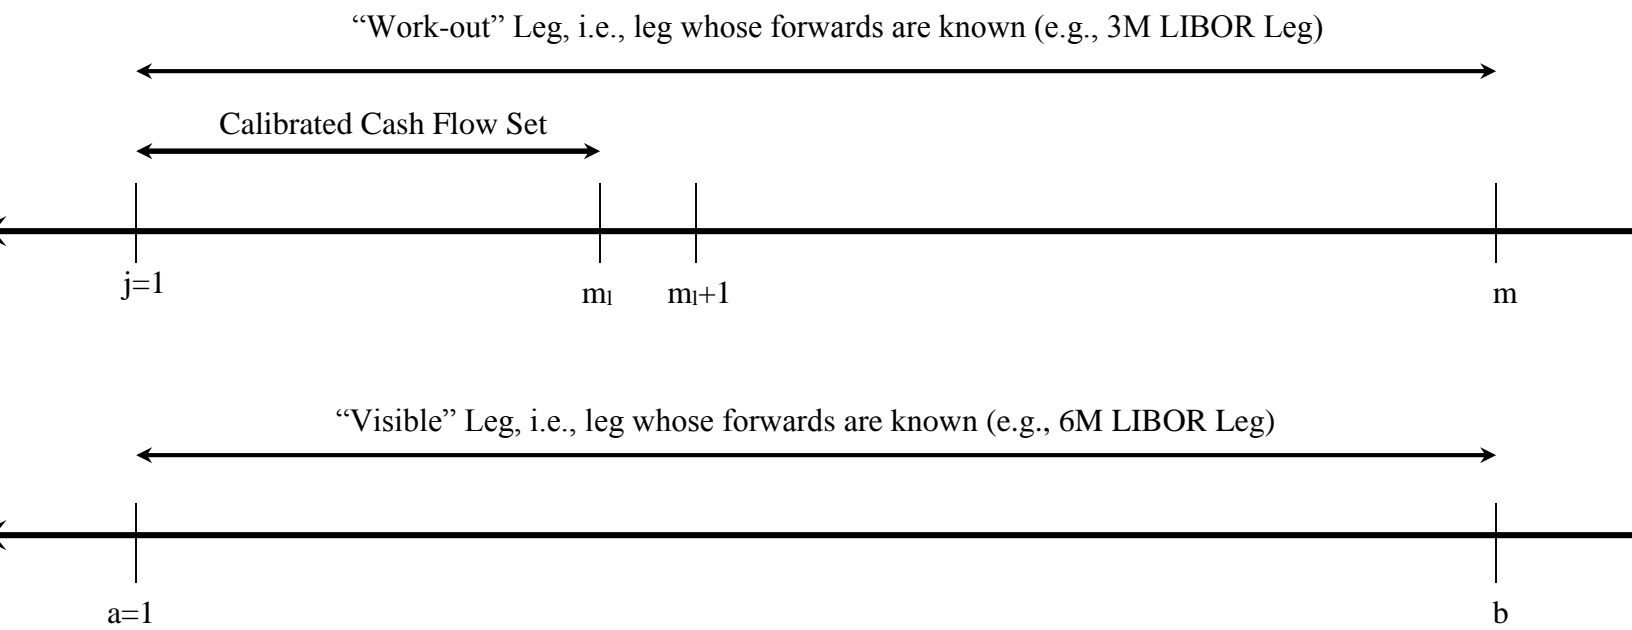 “Work-out” Leg, i.e., leg whose forwards are known (e.g., 3M LIBOR Leg)
Calibrated Cash Flow Set
j=1
mₗ
mₗ+1
m
“Visible” Leg, i.e., leg whose forwards are known (e.g., 6M LIBOR Leg)
a=1
b